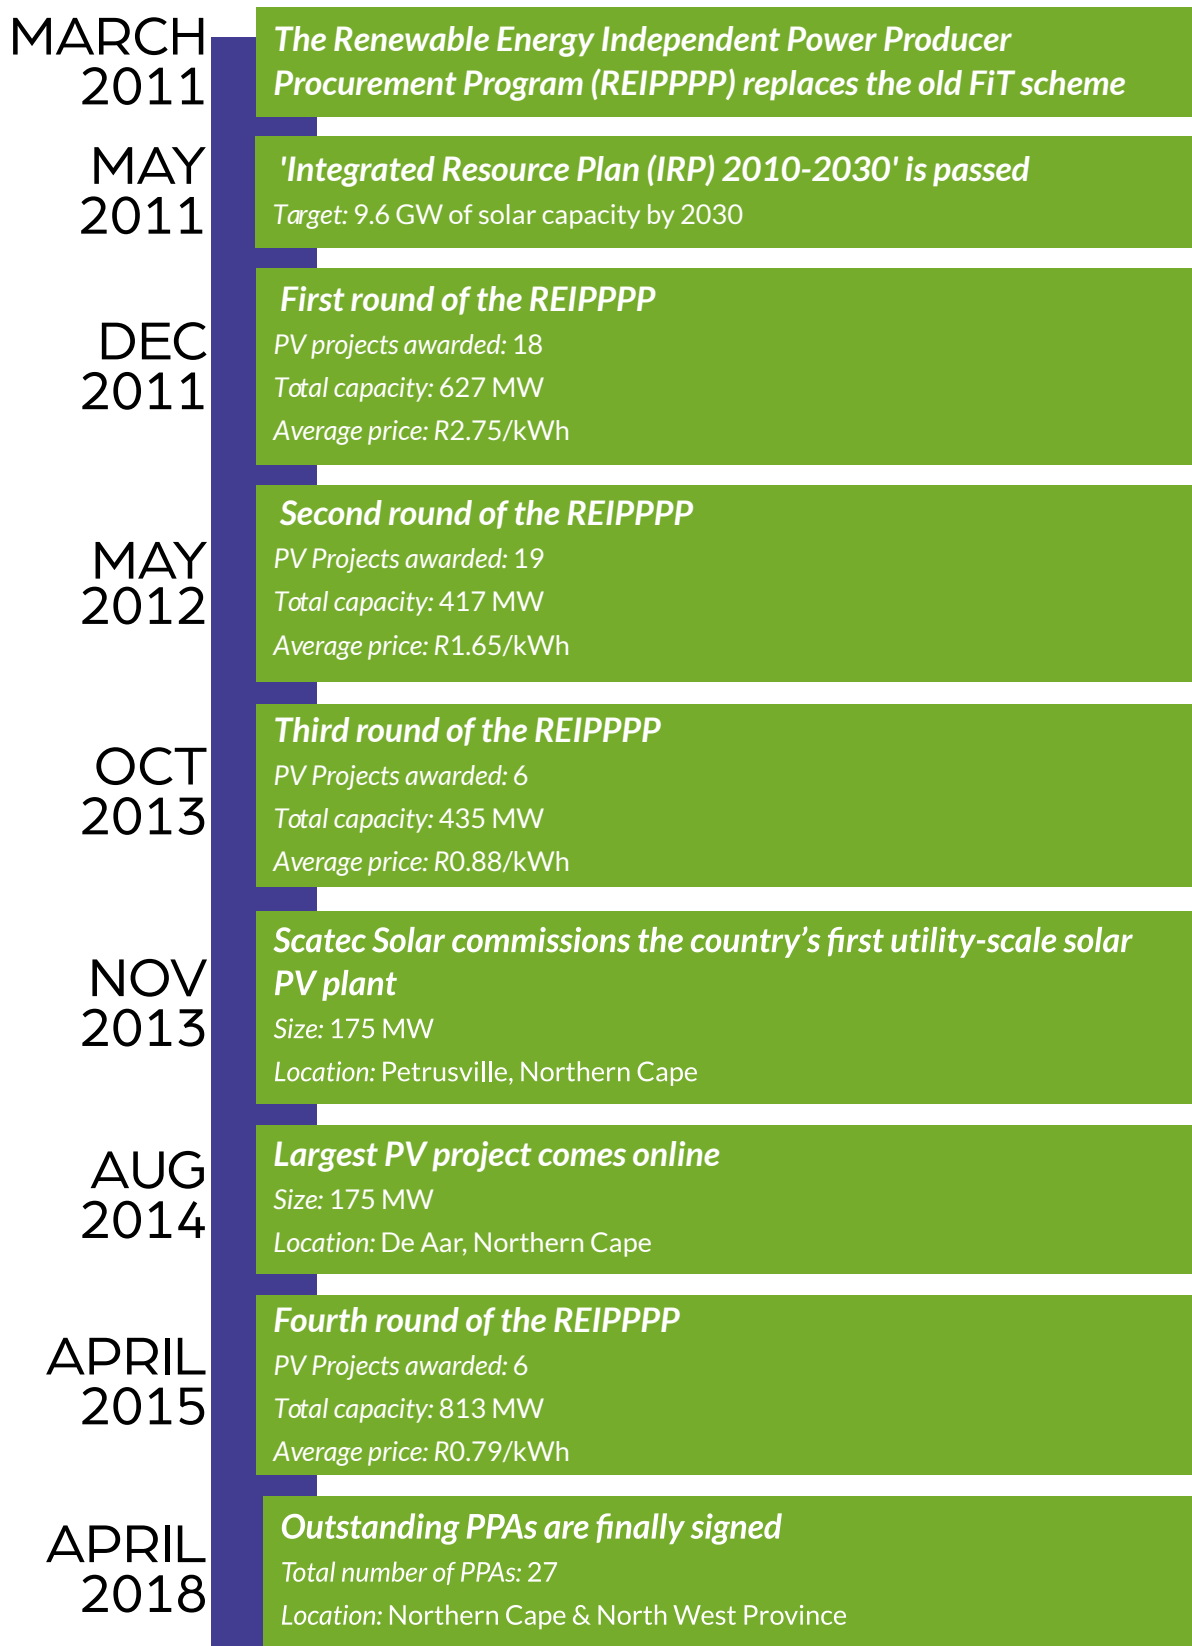 MARCH
2011
The Renewable Energy Independent Power Producer
Procurement Program (REIPPPP) replaces the old FiT scheme
MAY
2011
'Integrated Resource Plan (IRP) 2010-2030' is passed
Target: 9.6 GW of solar capacity by 2030
DEC
2011
First round of the REIPPPP
PV projects awarded: 18
Total capacity: 627 MW
Average price: R2.75/kWh
MAY
2012
Second round of the REIPPPP
PV Projects awarded: 19
Total capacity: 417 MW
Average price: R1.65/kWh
OCT
2013
Third round of the REIPPPP
PV Projects awarded: 6
Total capacity: 435 MW
Average price: R0.88/kWh
NOV
2013
Scatec Solar commissions the country’s first utility-scale solar
PV plant
Size: 175 MW
Location: Petrusville, Northern Cape
AUG
2014
Largest PV project comes online
Size: 175 MW
Location: De Aar, Northern Cape
APRIL
2015
Fourth round of the REIPPPP
PV Projects awarded: 6
Total capacity: 813 MW
Average price: R0.79/kWh
APRIL
2018
Outstanding PPAs are finally signed
Total number of PPAs: 27
Location: Northern Cape & North West Province